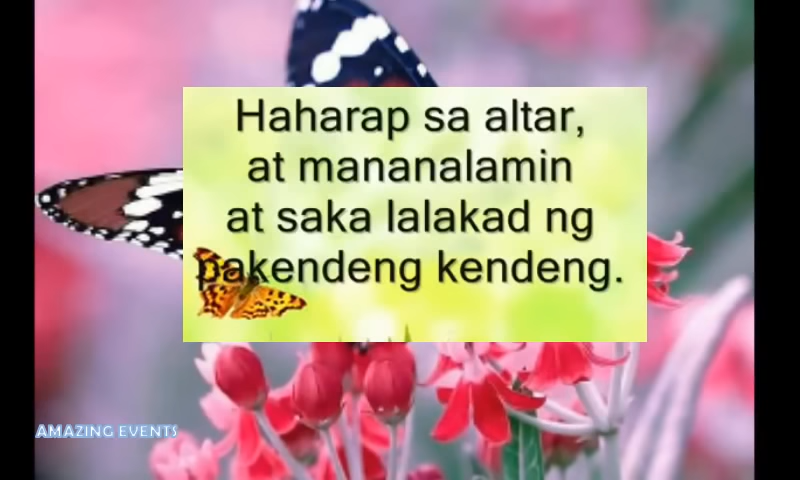 Haharap sa altar,
at mananalamin
at saka lalakad ng
pakendeng kendeng.
AMAZING EVENTS